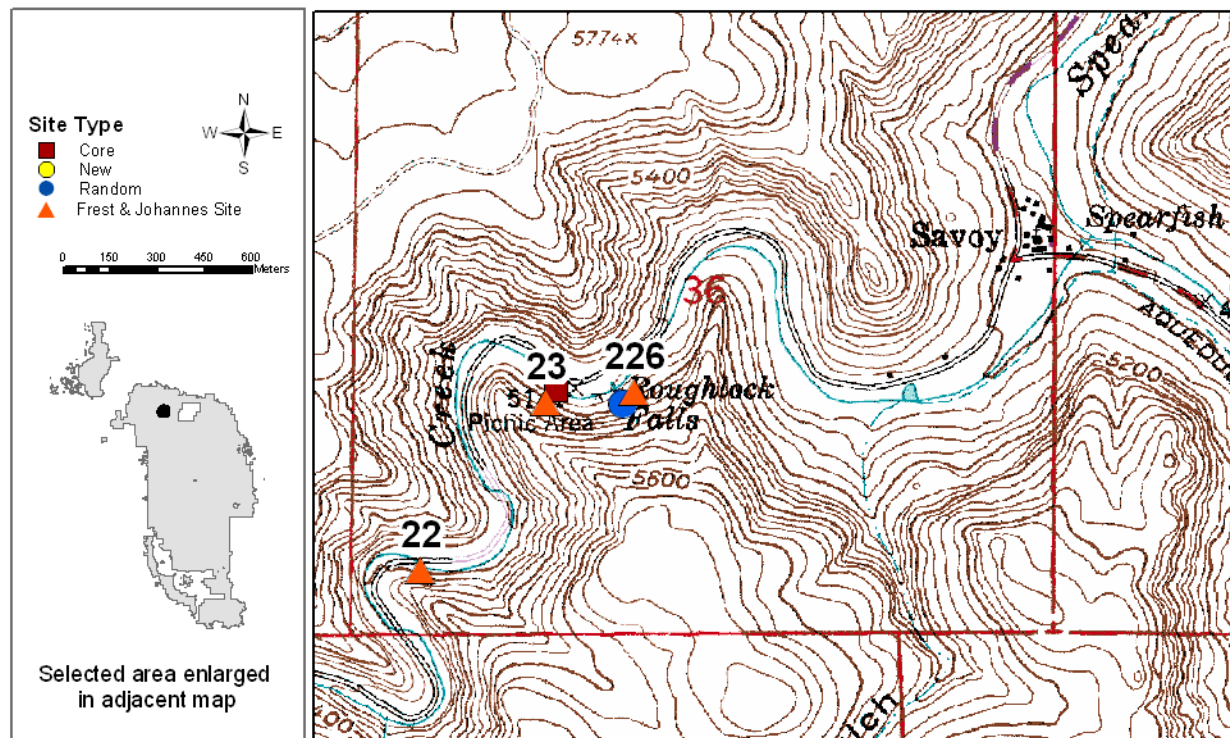 N
W E
S
Site Type
Core
New
Random
Frest & Johannes Site
0 150 300 450 600
Meters
Selected area enlarged
in adjacent map
5774x
5400
Savoy
Spearfish
36
Creek
23
226
Roughlock
Falls
Picnic Area
5600
5200
22